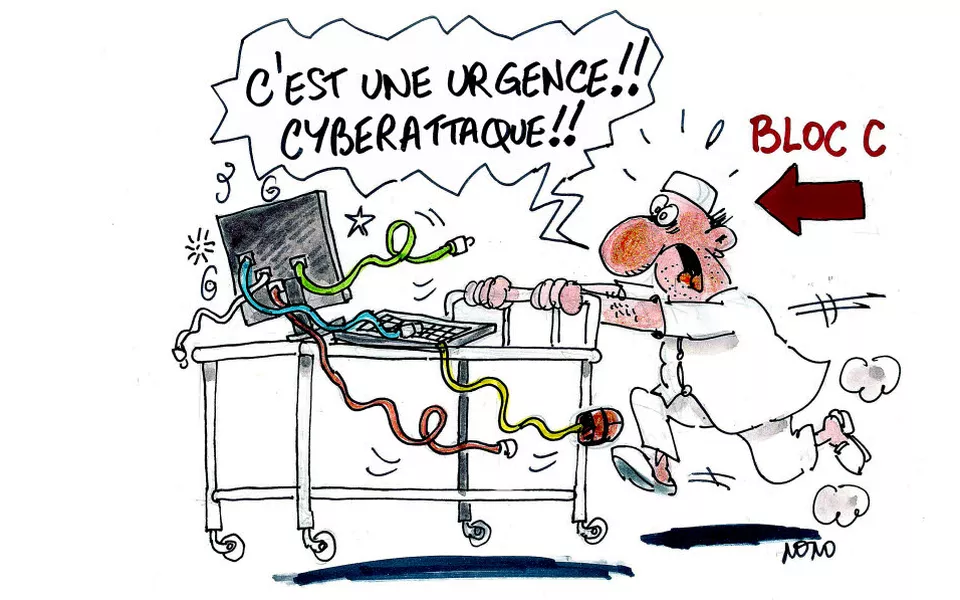 C'EST UNE URGENCE!!
CYBERATTAQUE!!
BLOC C
NONO